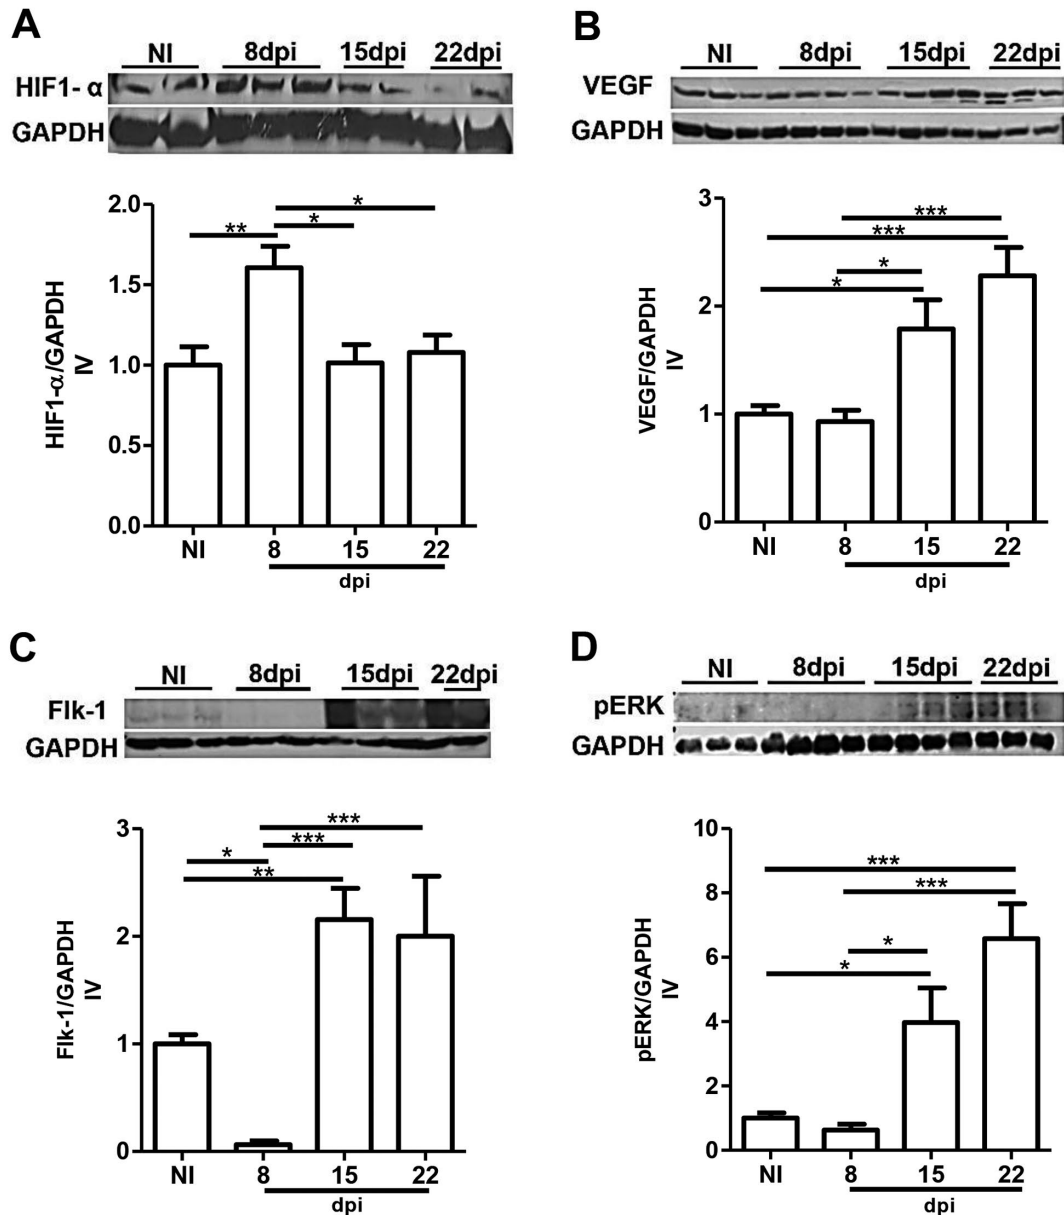 A
NI 8dpi 15dpi 22dpi
HIF1- α
GAPDH
2.0
1.5
1.0
0.5
0.0
HIF1-α/GAPDH
IV
** * *
NI 8 15 22
dpi
B
NI 8dpi 15dpi 22dpi
VEGF
GAPDH
3
2
1
0
VEGF/GAPDH
IV
***
***
*
*
NI 8 15 22
dpi
C
NI 8dpi 15dpi 22dpi
Flk-1
GAPDH
3
2
1
0
Flk-1/GAPDH
IV
***
***
*
**
NI 8 15 22
dpi
D
NI 8dpi 15dpi 22dpi
pERK
GAPDH
10
8
6
4
2
0
pERK/GAPDH
IV
***
***
*
*
NI 8 15 22
dpi